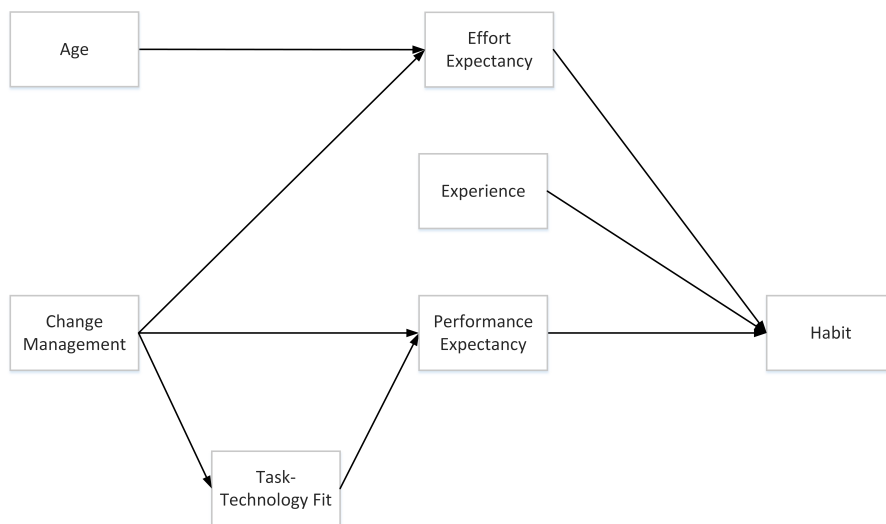 Age
Effort
Expectancy
Experience
Change
Management
Performance
Expectancy
Habit
Task-
Technology Fit